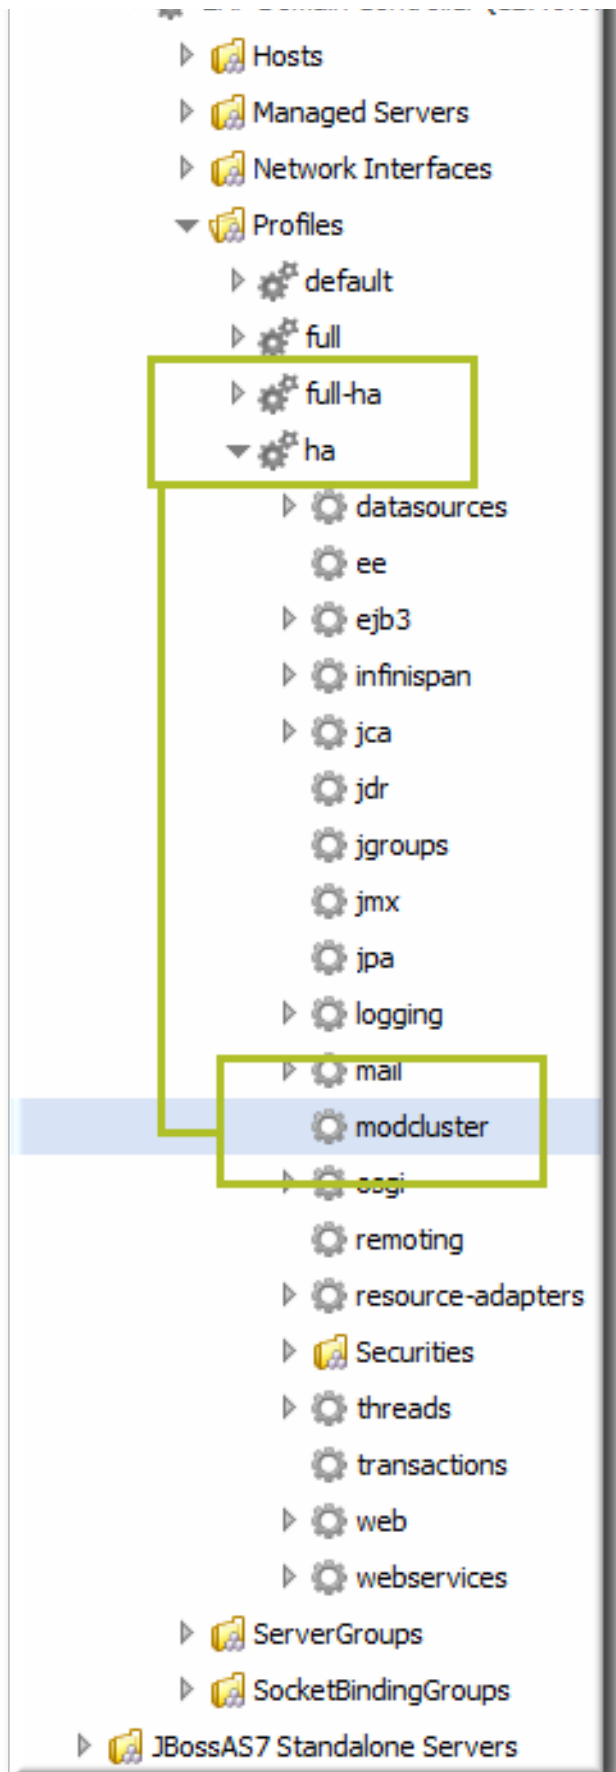 Hosts
Managed Servers
Network Interfaces
Profiles
default
full
full-ha
ha
datasources
ee
ejb3
infinispan
jca
jdr
jgroups
jmx
jpa
logging
mail
modcluster
osgi
remoting
resource-adapters
Securities
threads
transactions
web
webservices
ServerGroups
SocketBindingGroups
JBossAS7 Standalone Servers